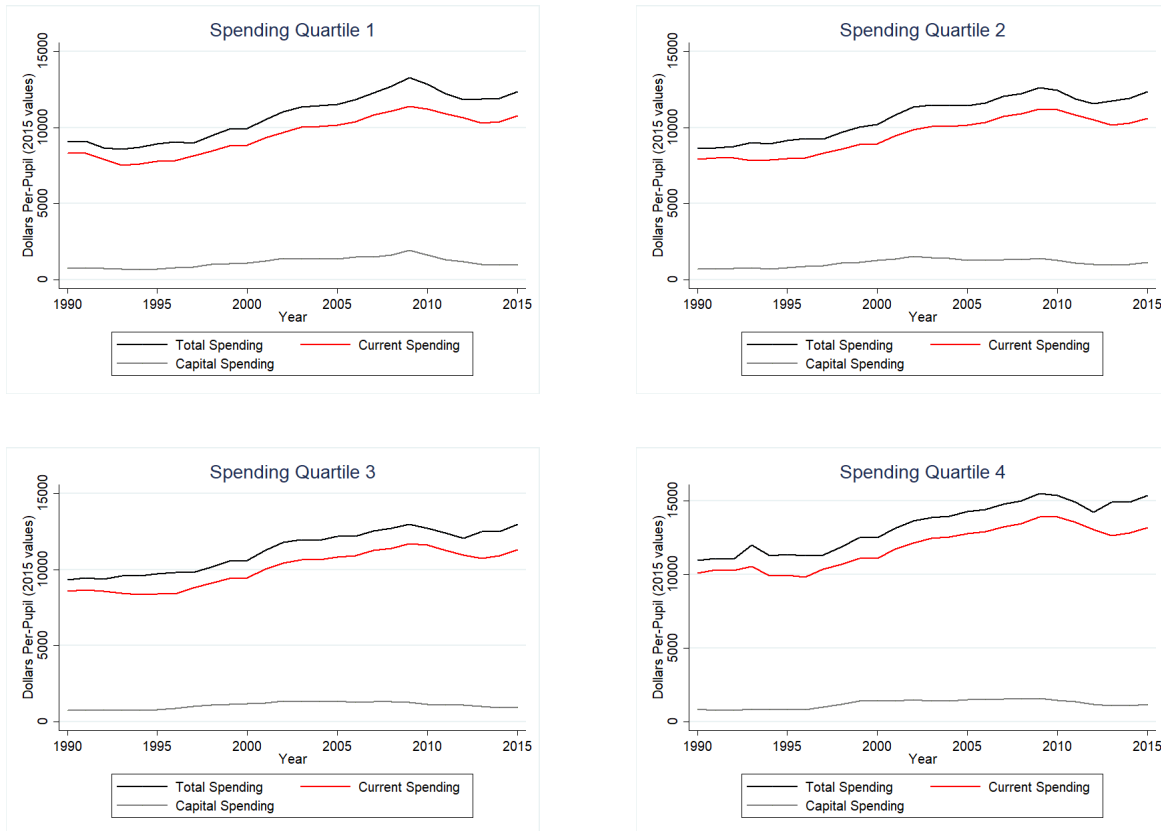 Spending Quartile 1
Dollars Per-Pupil (2015 values)
15000
10000
5000
0
1990 1995 2000 2005 2010 2015
Year
Total Spending Current Spending
Capital Spending
Spending Quartile 2
Dollars Per-Pupil (2015 values)
15000
10000
5000
0
1990 1995 2000 2005 2010 2015
Year
Total Spending Current Spending
Capital Spending
Spending Quartile 3
Dollars Per-Pupil (2015 values)
15000
10000
5000
0
1990 1995 2000 2005 2010 2015
Year
Total Spending Current Spending
Capital Spending
Spending Quartile 4
Dollars Per-Pupil (2015 values)
15000
10000
5000
0
1990 1995 2000 2005 2010 2015
Year
Total Spending Current Spending
Capital Spending